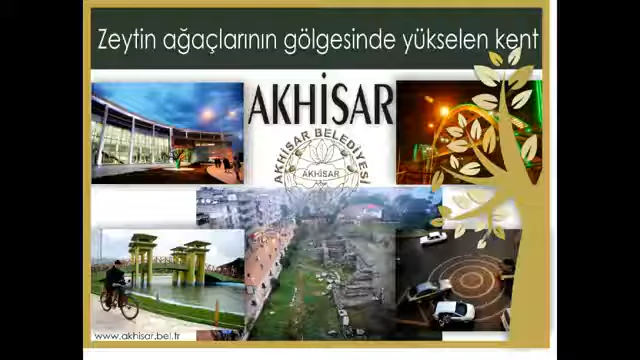 Zeytin ağaçlarının gölgesinde yükselen kent
AKHİSAR
AKHİSAR BELEDİYESİ
AKHİSAR
www.akhisar.bel.tr